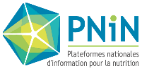 PNiN
Plateformes nationales
d'information pour la nutrition